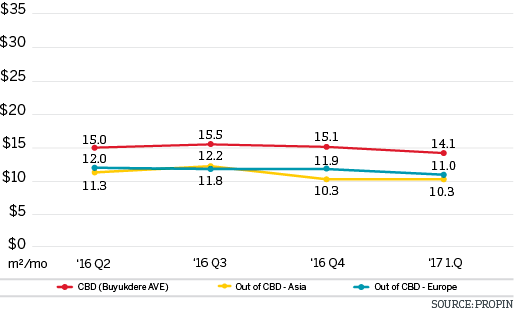 $35
$30
$25
$20
$15
$10
$5
$0
15.0
15.5
15.1
14.1
12.0
12.2
11.9
11.0
11.3
11.8
10.3
10.3
m²/mo
‘16 Q2
‘16 Q3
‘16 Q4
‘17 1.Q
CBD (Buyukdere AVE)
Out of CBD - Asia
Out of CBD - Europe
SOURCE:PROPIN